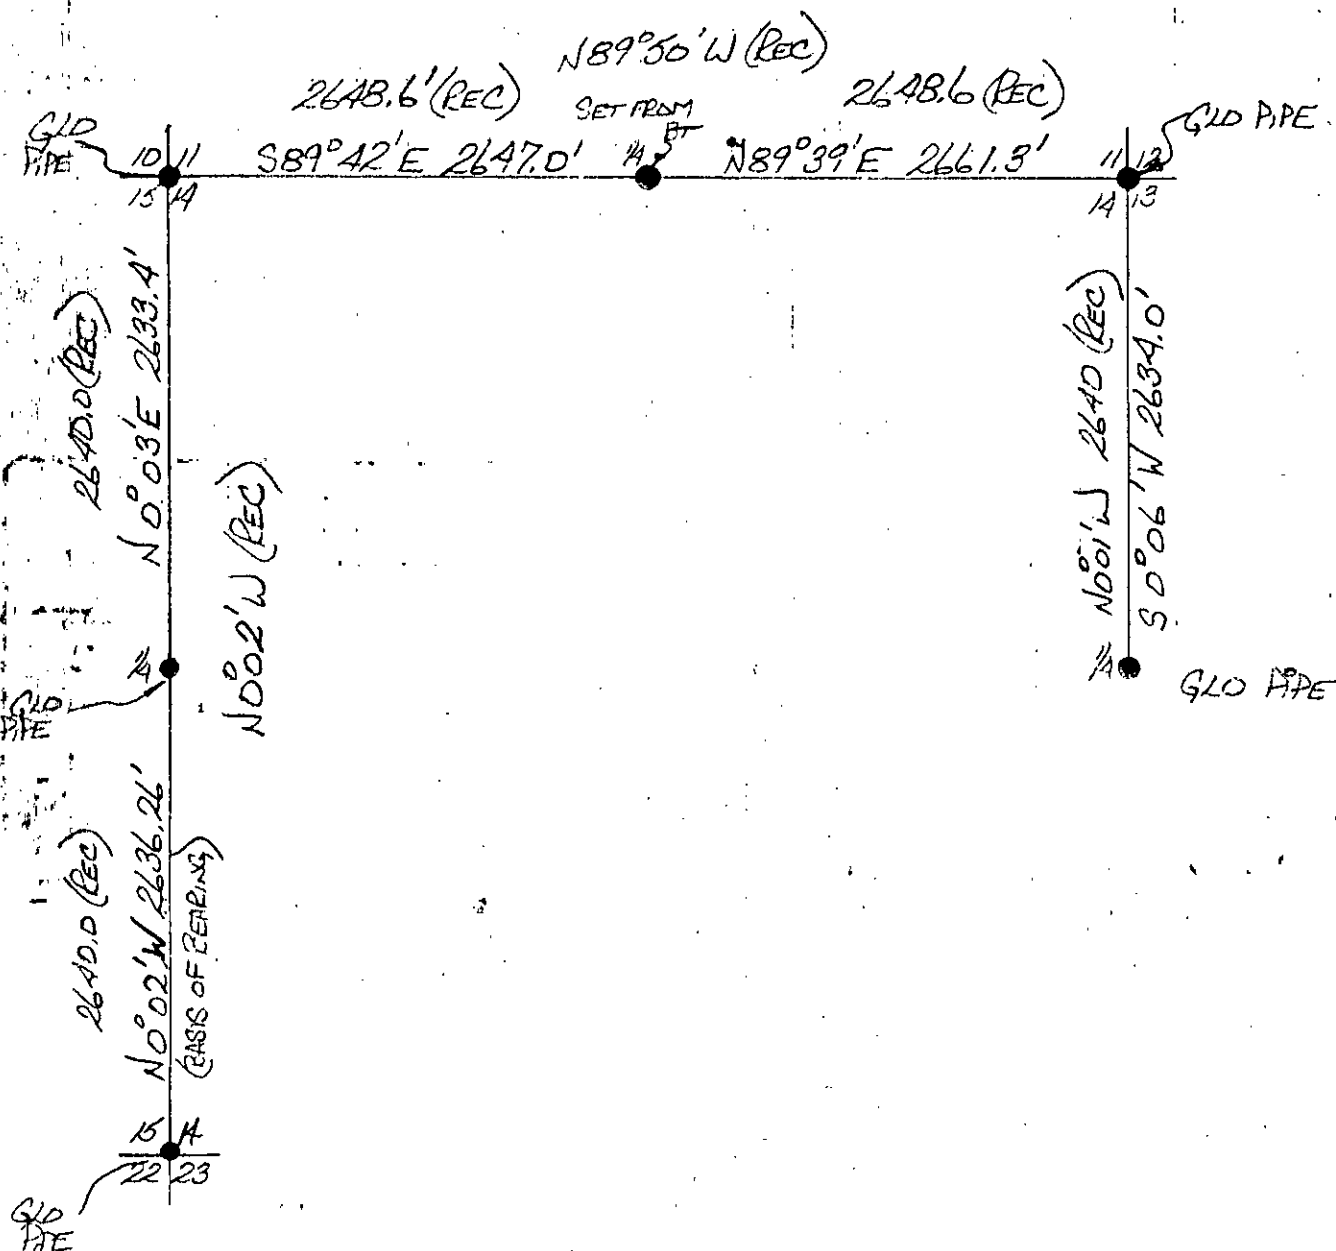 N89°50'W (REC)
2648.6' (REC)
2648.6 (REC)
SET FROM
BT
GLO
PIPE
GLO PIPE
10 11
S89°42'E 2647.0'
1/4
N89°39'E 2661.3'
11 12
15 14
14 13
2640.0 (REC)
N0°03'E 2633.4'
N0°02'W (REC)
N0°01'W 2640 (REC)
S0°06'W 2634.0'
1/4
GLO
PIPE
1/4
GLO PIPE
2640.0 (REC)
N0°02'W 2636.26'
(BASIS OF BEARING)
15 14
22 23
GLO
PIPE